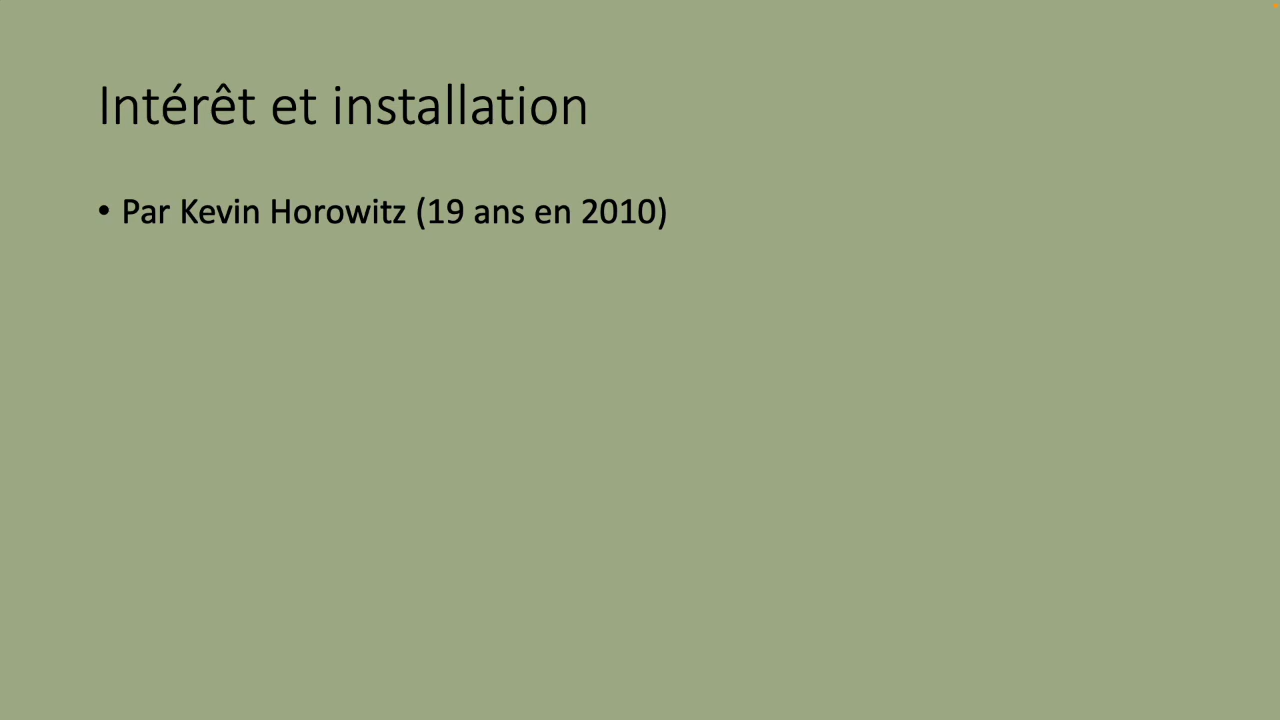 Intérêt et installation
• Par Kevin Horowitz (19 ans en 2010)